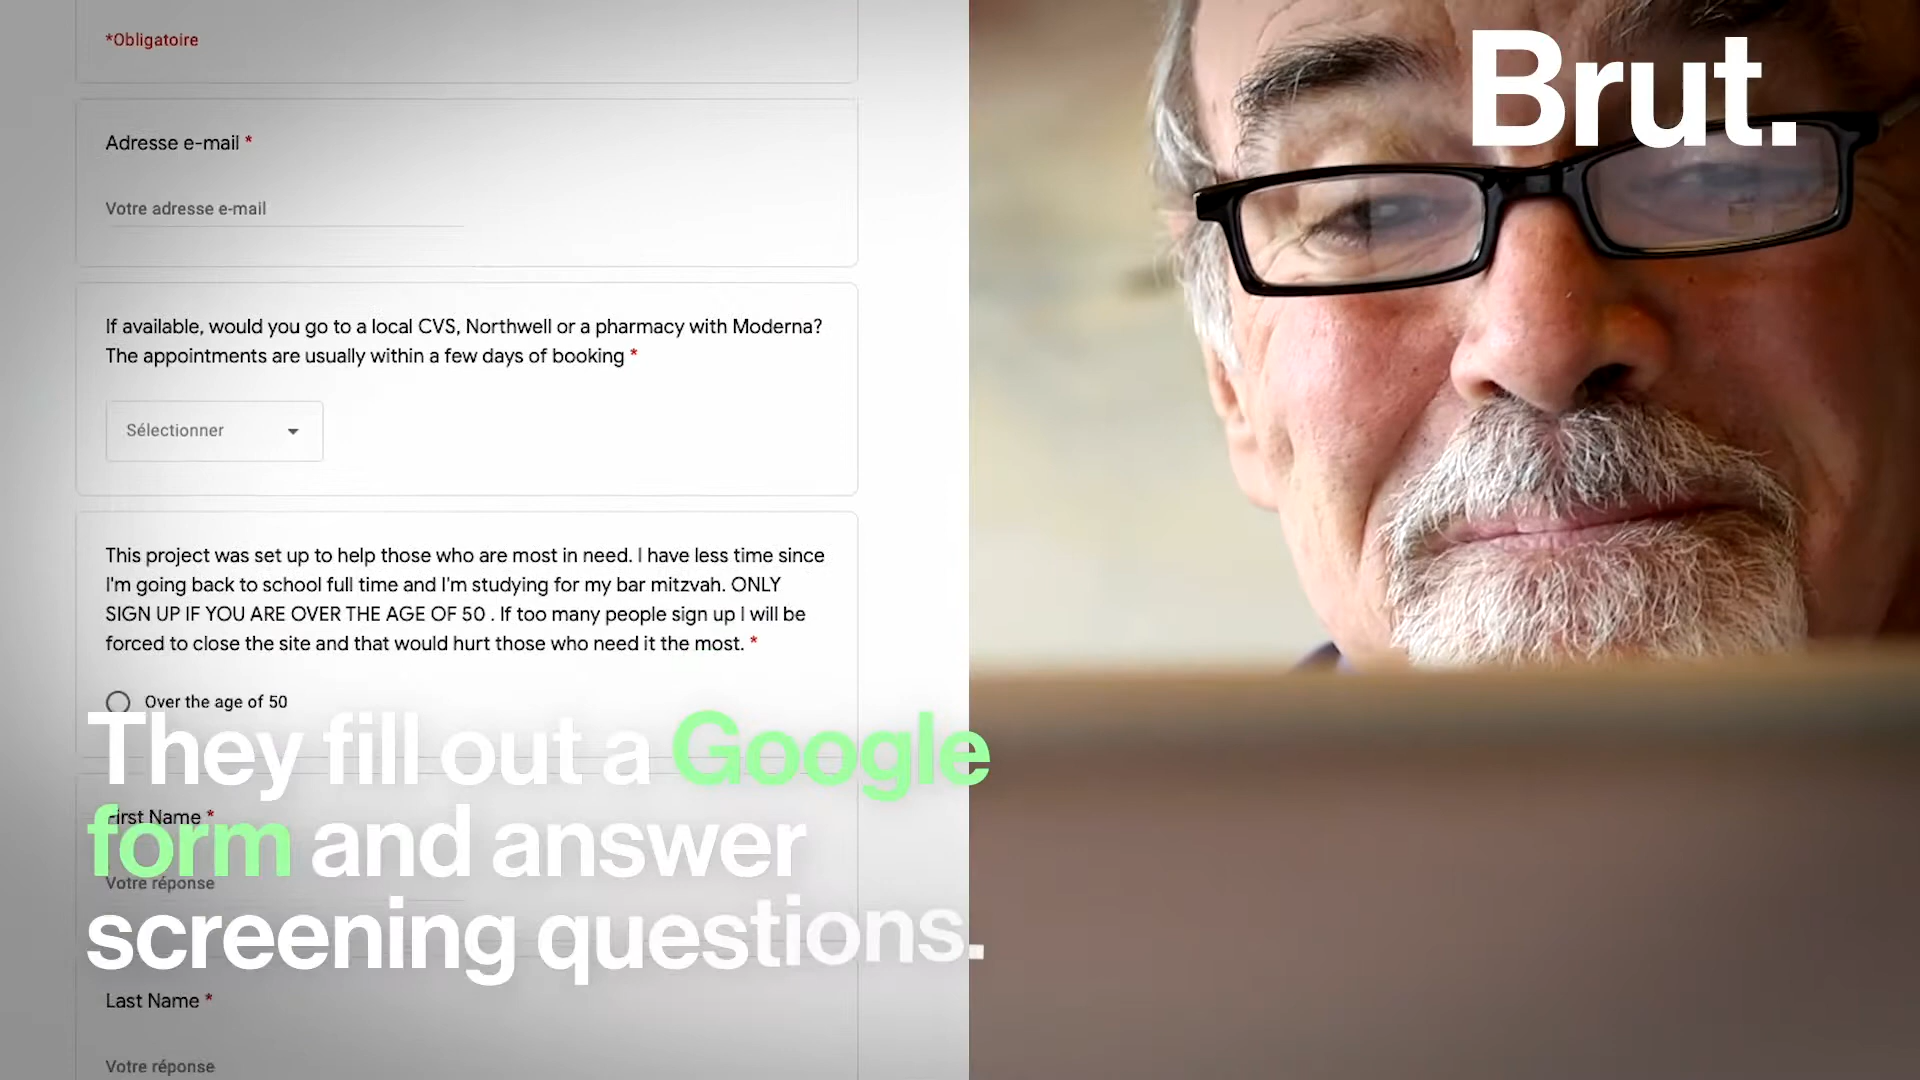 *Obligatoire
Brut.
Adresse e-mail *
Votre adresse e-mail
If available, would you go to a local CVS, Northwell or a pharmacy with Moderna?
The appointments are usually within a few days of booking *
Sélectionner
This project was set up to help those who are most in need. I have less time since
I'm going back to school full time and I'm studying for my bar mitzvah. ONLY
SIGN UP IF YOU ARE OVER THE AGE OF 50 . If too many people sign up I will be
forced to close the site and that would hurt those who need it the most. *
Over the age of 50
They fill out a Google
form and answer
screening questions.
First Name *
Votre réponse
Last Name *
Votre réponse